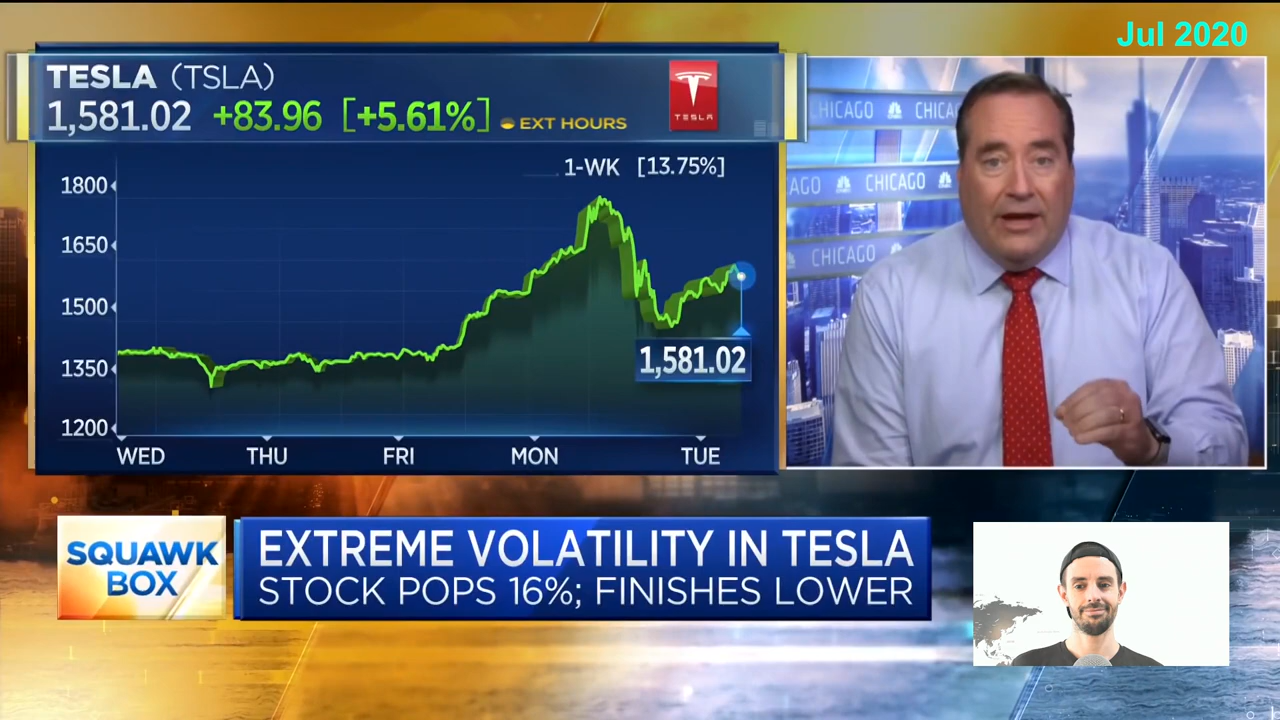 Jul 2020
TESLA (TSLA)
1,581.02 +83.96 [+5.61%] EXT HOURS
TESLA
1-WK [13.75%]
1800
1650
1500
1350
1200
1,581.02
WED THU FRI MON TUE
CHICAGO CHICA
AGO CHICAGO
CHICAGO
SQUAWK
BOX
EXTREME VOLATILITY IN TESLA
STOCK POPS 16%; FINISHES LOWER